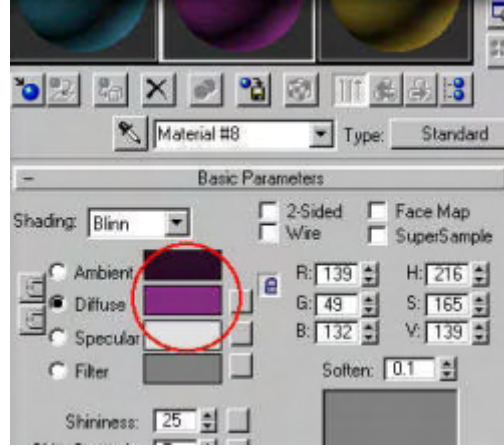 Material #8 Type: Standard
Basic Parameters
Shading: Blinn 2-Sided Face Map
Wire SuperSample
Ambient R: 139 H: 216
Diffuse G: 49 S: 165
Specular B: 132 V: 139
Filter Soften: 0.1
Shininess: 25